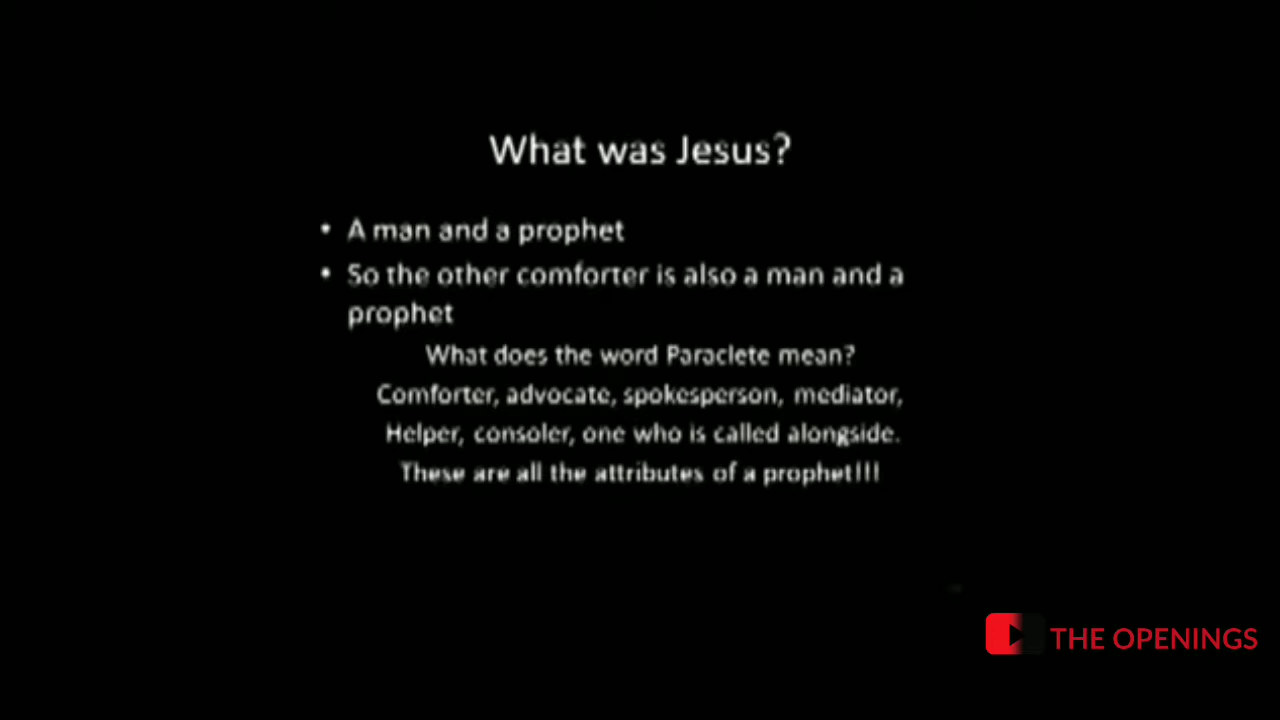 What was Jesus?
• A man and a prophet
• So the other comforter is also a man and a
prophet
What does the word Paraclete mean?
Comforter, advocate, spokesperson, mediator,
Helper, consoler, one who is called alongside.
These are all the attributes of a prophet!!!
THE OPENINGS